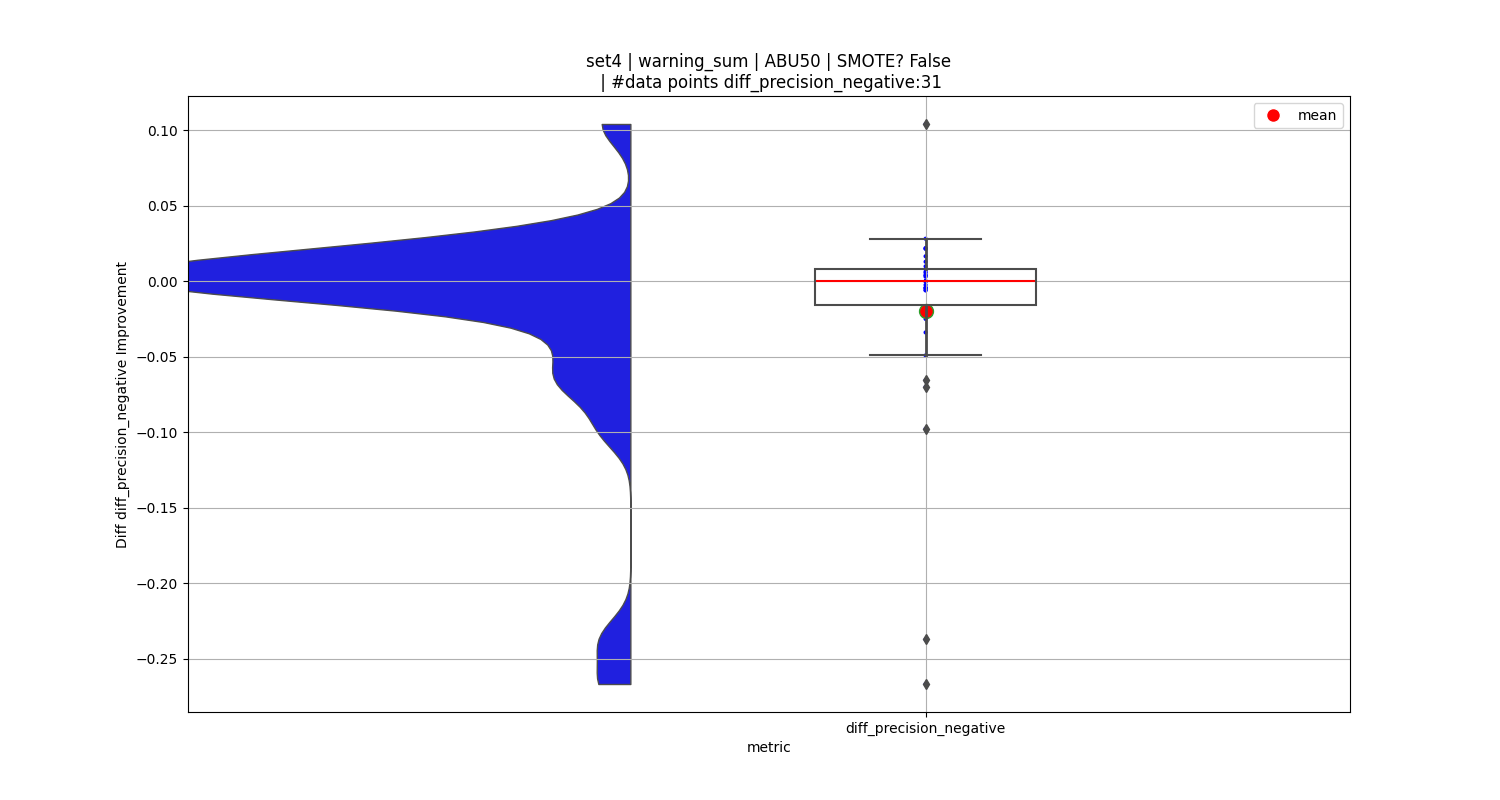 set4 | warning_sum | ABU50 | SMOTE? False
| #data points diff_precision_negative:31
mean
0.10
0.05
0.00
−0.05
−0.10
−0.15
−0.20
−0.25
Diff diff_precision_negative Improvement
diff_precision_negative
metric